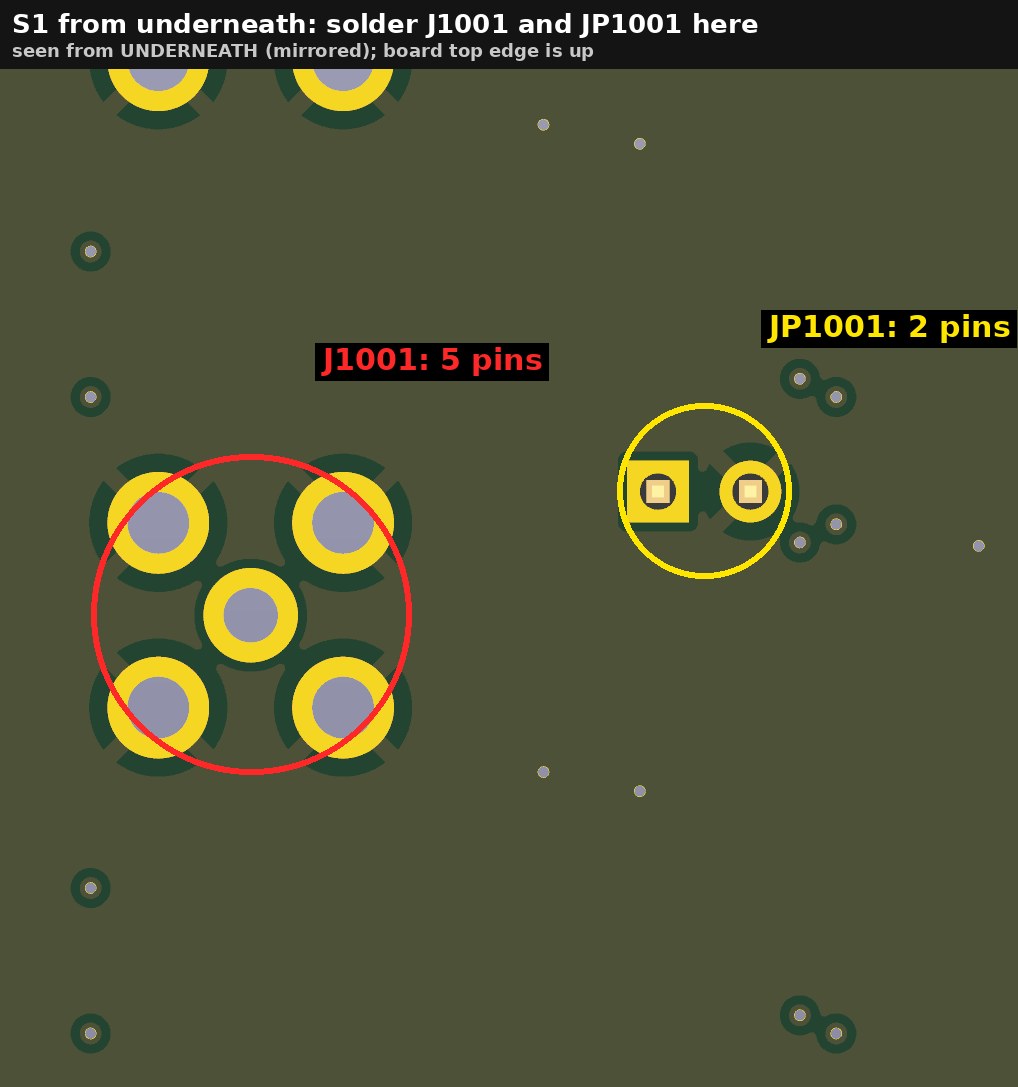 S1 from underneath: solder J1001 and JP1001 here
seen from UNDERNEATH (mirrored); board top edge is up
JP1001: 2 pins
J1001: 5 pins